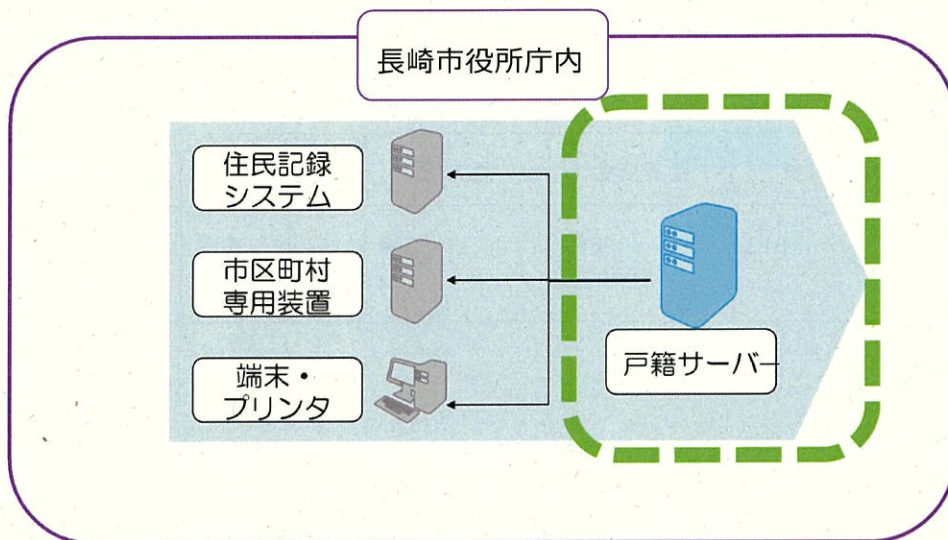 長崎市役所庁内
住民記録
システム
市区町村
専用装置
端末・
プリンタ
戸籍サーバー